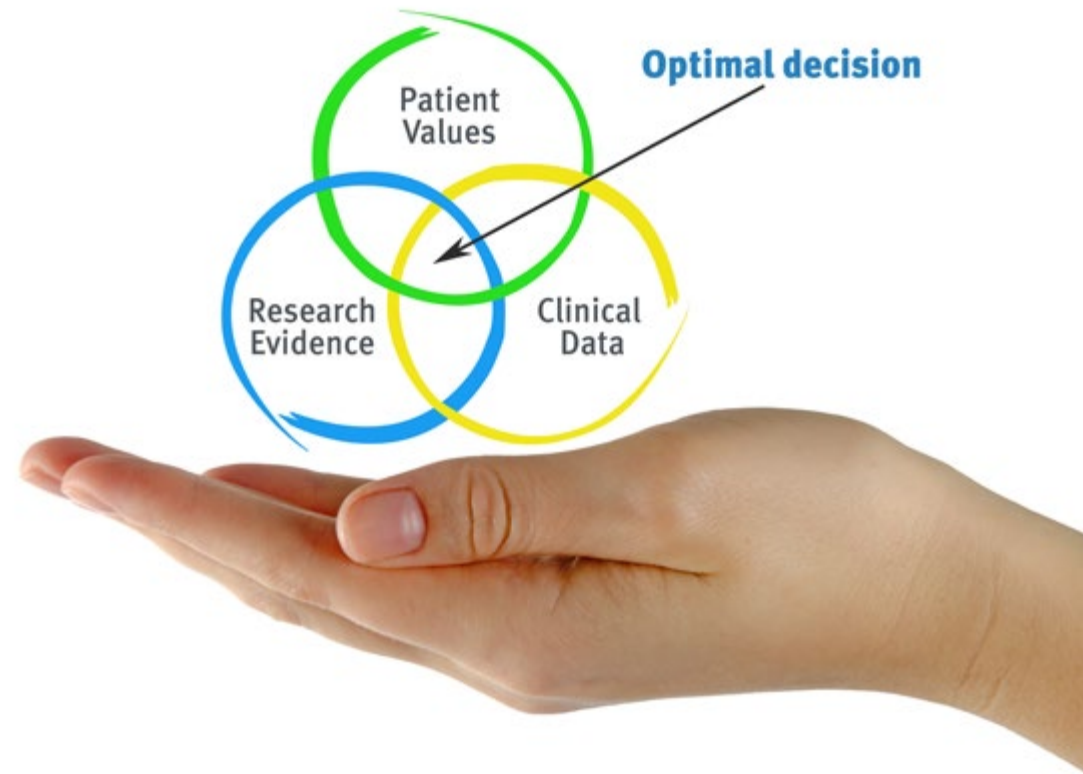 Optimal decision
Patient
Values
Research
Evidence
Clinical
Data